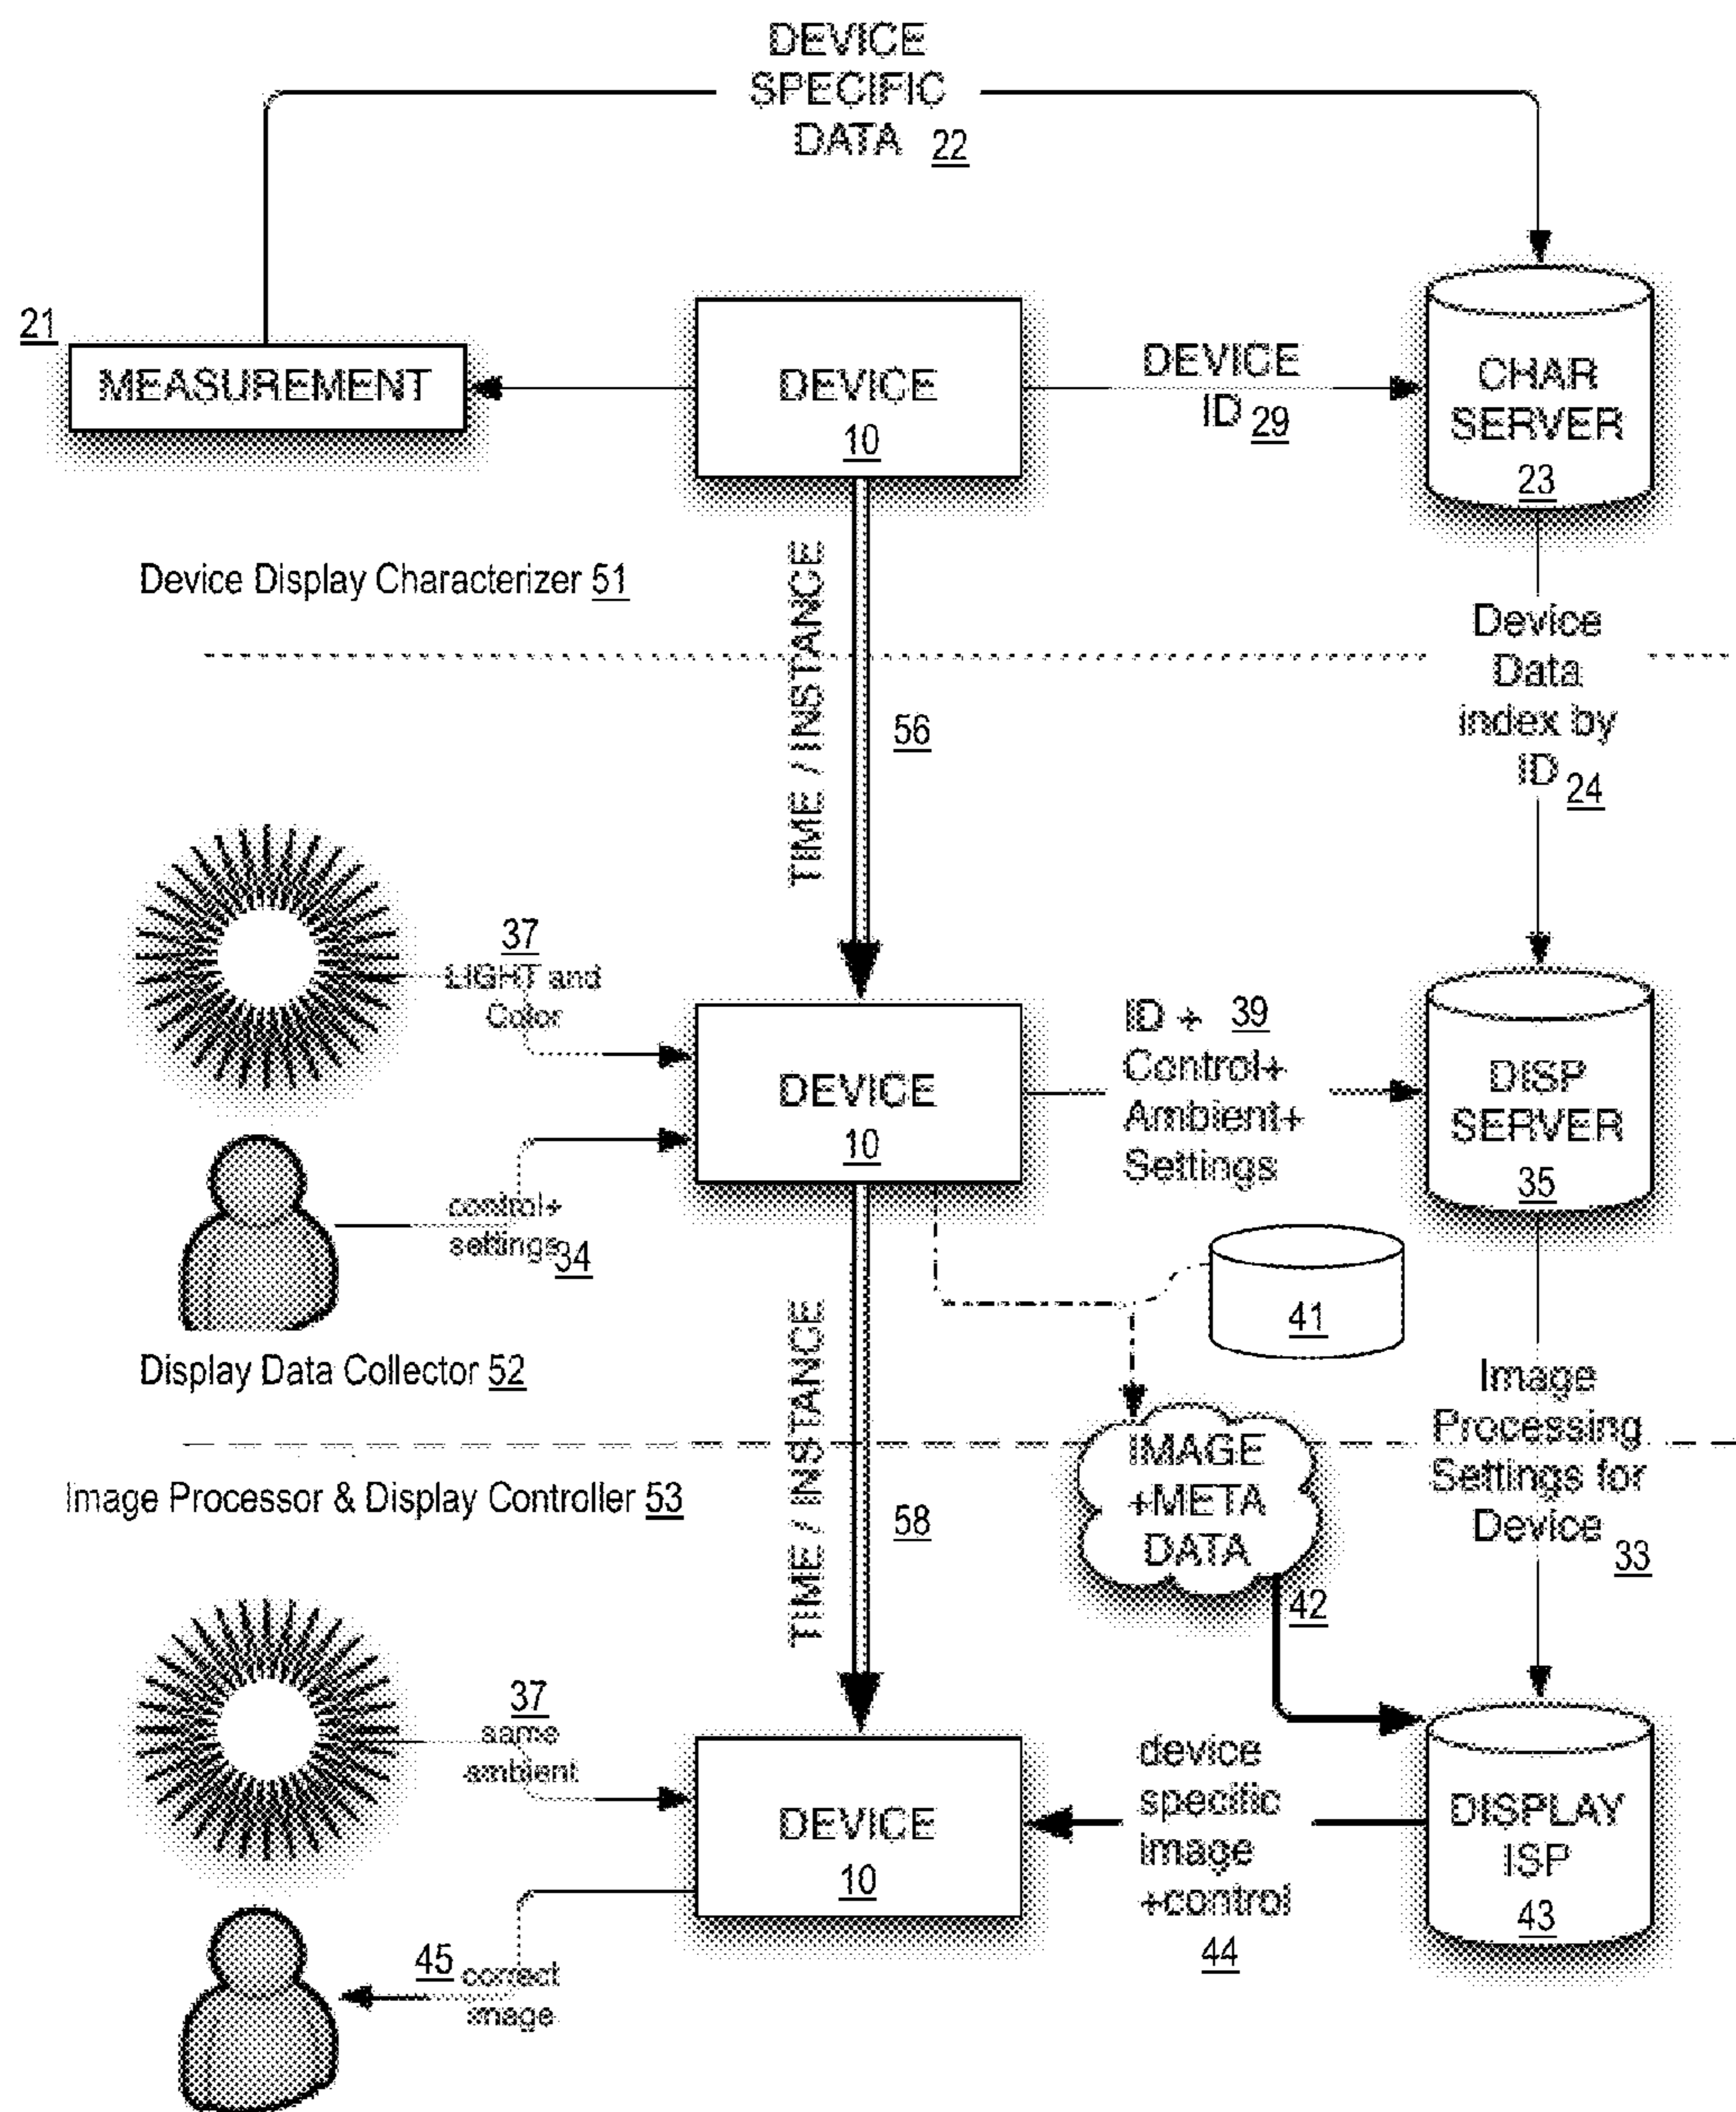 DEVICE
SPECIFIC
DATA 22
21
MEASUREMENT
DEVICE
10
DEVICE
ID 29
CHAR
SERVER
23
Device Display Characterizer 51
TIME / INSTANCE
56
Device
Data
index by
ID 24
37
LIGHT and
Color
DEVICE
10
ID + 39
Control+
Ambient+
Settings
DISP
SERVER
35
control+
settings 34
41
Display Data Collector 52
TIME / INSTANCE
58
Image
Processing
Settings for
Device 33
IMAGE
+META
DATA
42
Image Processor & Display Controller 53
37
same
ambient
DEVICE
10
device
specific
image
+control
44
DISPLAY
ISP
43
45 correct
image